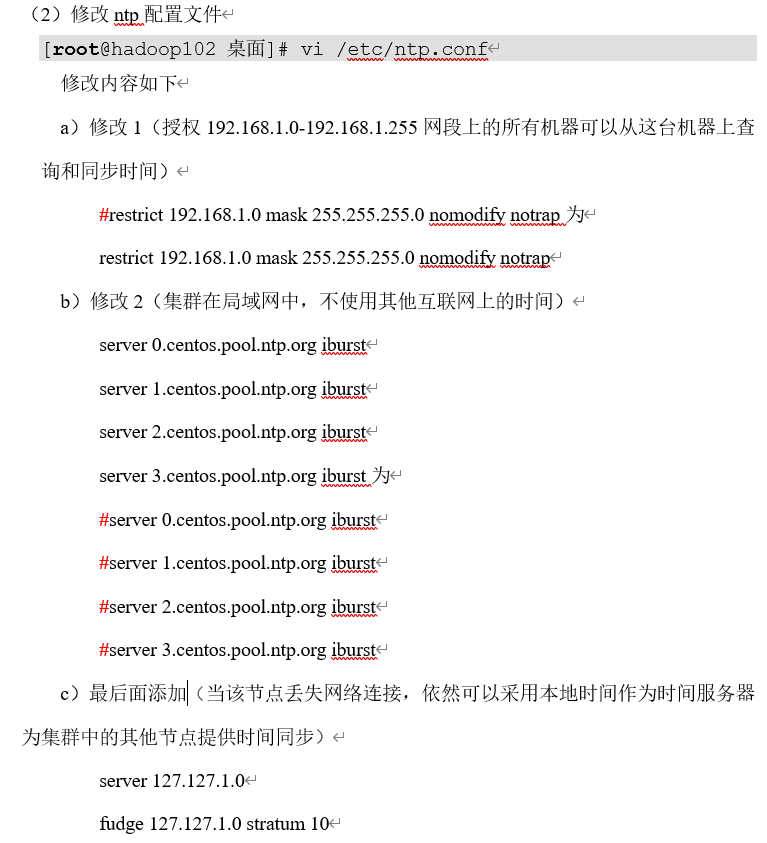 （2）修改 ntp 配置文件
[root@hadoop102 桌面]# vi /etc/ntp.conf
修改内容如下
a）修改 1（授权 192.168.1.0-192.168.1.255 网段上的所有机器可以从这台机器上查
询和同步时间）
#restrict 192.168.1.0 mask 255.255.255.0 nomodify notrap 为
restrict 192.168.1.0 mask 255.255.255.0 nomodify notrap
b）修改 2（集群在局域网中，不使用其他互联网上的时间）
server 0.centos.pool.ntp.org iburst
server 1.centos.pool.ntp.org iburst
server 2.centos.pool.ntp.org iburst
server 3.centos.pool.ntp.org iburst 为
#server 0.centos.pool.ntp.org iburst
#server 1.centos.pool.ntp.org iburst
#server 2.centos.pool.ntp.org iburst
#server 3.centos.pool.ntp.org iburst
c）最后面添加（当该节点丢失网络连接，依然可以采用本地时间作为时间服务器
为集群中的其他节点提供时间同步）
server 127.127.1.0
fudge 127.127.1.0 stratum 10